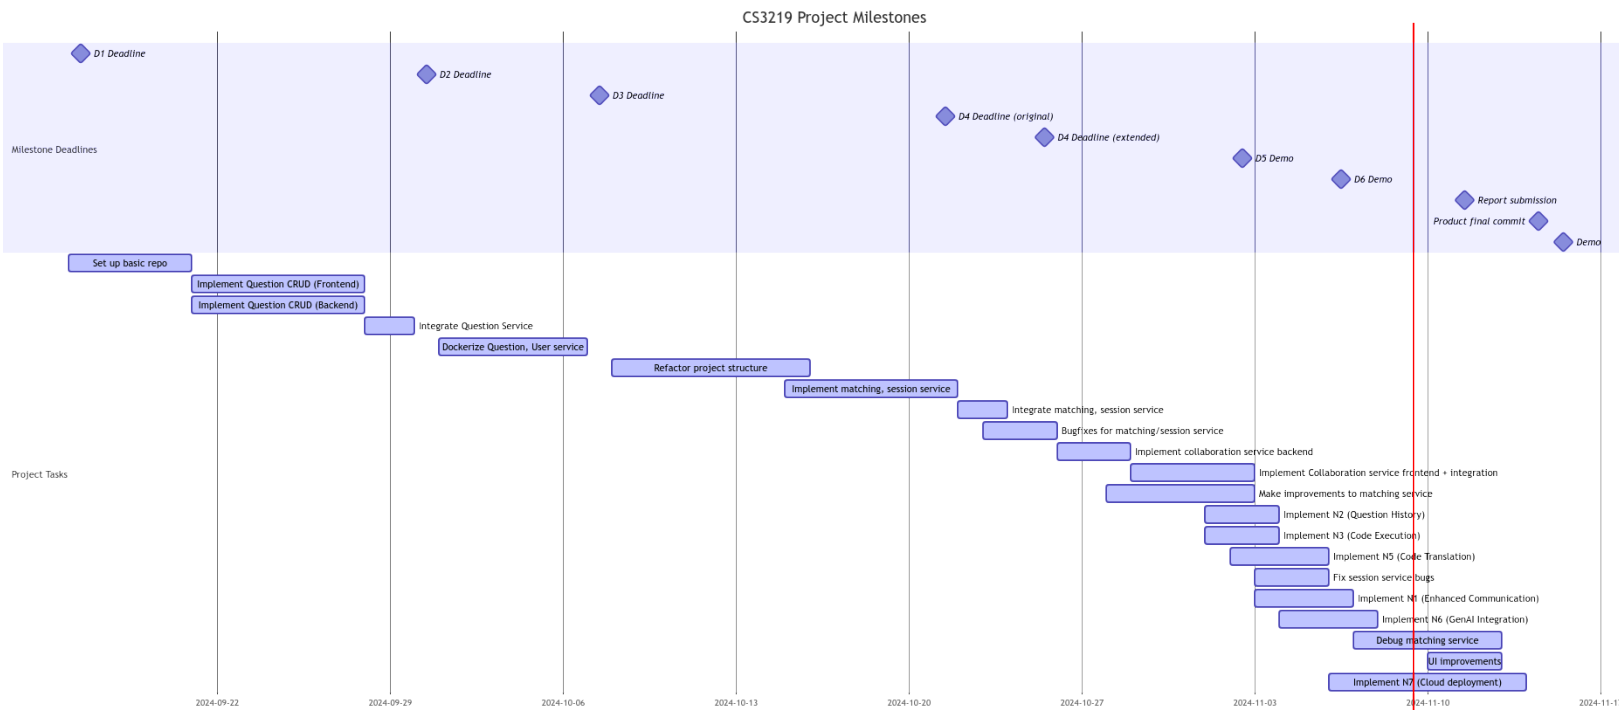 CS3219 Project Milestones
D1 Deadline
D2 Deadline
D3 Deadline
D4 Deadline (original)
D4 Deadline (extended)
Milestone Deadlines
D5 Demo
D6 Demo
Report submission
Product final commit
Demo
Set up basic repo
Implement Question CRUD (Frontend)
Implement Question CRUD (Backend)
Integrate Question Service
Dockerize Question, User service
Refactor project structure
Implement matching, session service
Integrate matching, session service
Bugfixes for matching/session service
Implement collaboration service backend
Project Tasks
Implement Collaboration service frontend + integration
Make improvements to matching service
Implement N2 (Question History)
Implement N3 (Code Execution)
Implement N5 (Code Translation)
Fix session service bugs
Implement N1 (Enhanced Communication)
Implement N6 (GenAI Integration)
Debug matching service
UI improvements
Implement N7 (Cloud deployment)
2024-09-22
2024-09-29
2024-10-06
2024-10-13
2024-10-20
2024-10-27
2024-11-03
2024-11-10
2024-11-1